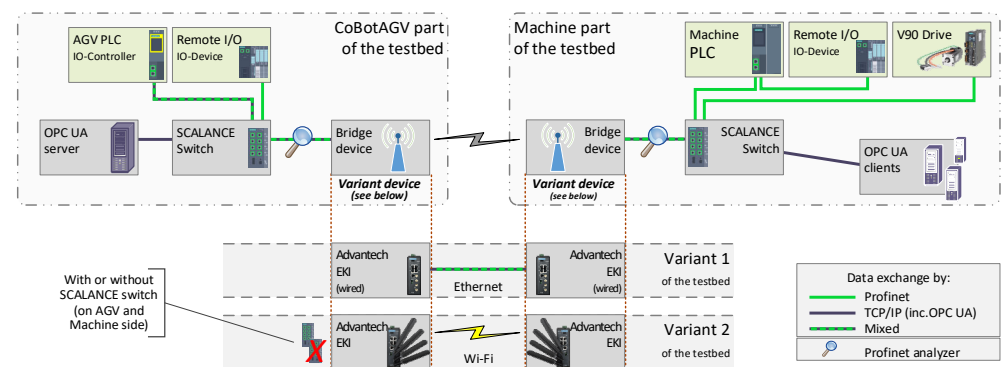 CoBotAGV part
of the testbed
AGV PLC
IO-Controller
Remote I/O
IO-Device
OPC UA
server
SCALANCE
Switch
Bridge
device
Variant device
(see below)
Machine part
of the testbed
Machine
PLC
Remote I/O
IO-Device
V90 Drive
Bridge
device
SCALANCE
Switch
OPC UA
clients
Variant device
(see below)
With or without
SCALANCE switch
(on AGV and
Machine side)
Advantech
EKI
(wired)
Ethernet
Advantech
EKI
(wired)
Variant 1
of the testbed
Advantech
EKI
Wi-Fi
Advantech
EKI
Variant 2
of the testbed
Data exchange by:
Profinet
TCP/IP (inc.OPC UA)
Mixed
Profinet analyzer